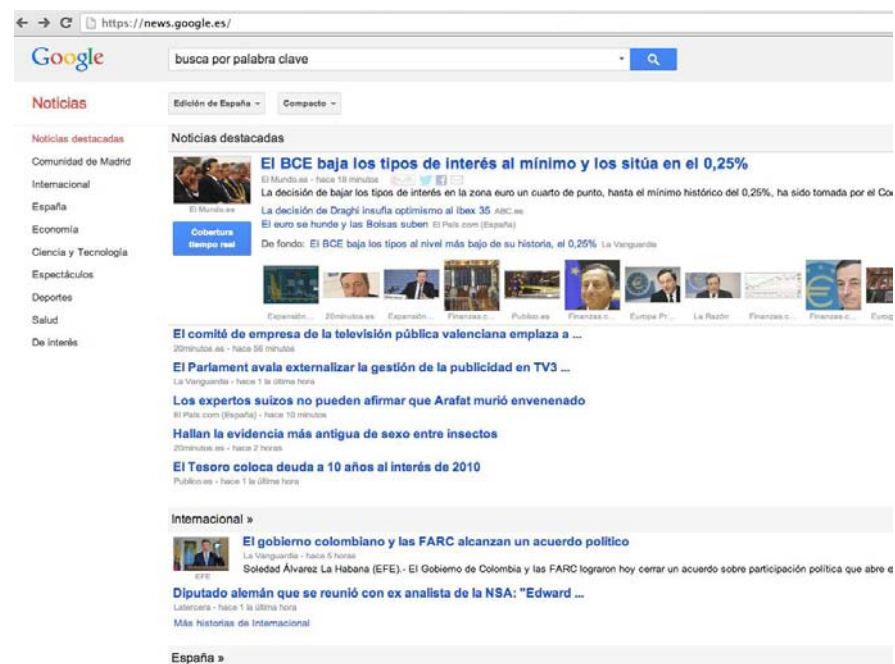 https://news.google.es/
Google
busca por palabra clave
Noticias
Edición de España
Compacto
Noticias destacadas
Comunidad de Madrid
Internacional
España
Economía
Ciencia y Tecnología
Espectáculos
Deportes
Salud
De interés
Noticias destacadas
El BCE baja los tipos de interés al mínimo y los sitúa en el 0,25%
El Mundo.es - hace 18 minutos
La decisión de bajar los tipos de interés en la zona euro un cuarto de punto, hasta el mínimo histórico del 0,25%, ha sido tomada por el Co
El Mundo.es
La decisión de Draghi insufla optimismo al Ibex 35 ABC.es
El euro se hunde y las Bolsas suben El País.com (España)
Cobertura
tiempo real
De fondo: El BCE baja los tipos al nivel más bajo de su historia, el 0,25% La Vanguardia
Expansión... 20minutos.es Expansión... Finanzas.c... Publico.es Finanzas.c... Europa Pr... La Razón Finanzas.c... Finanzas.c... Europ
El comité de empresa de la televisión pública valenciana emplaza a ...
20minutos.es - hace 56 minutos
El Parlament avala externalizar la gestión de la publicidad en TV3 ...
La Vanguardia - hace 1 la última hora
Los expertos suizos no pueden afirmar que Arafat murió envenenado
El País.com (España) - hace 10 minutos
Hallan la evidencia más antigua de sexo entre insectos
20minutos.es - hace 2 horas
El Tesoro coloca deuda a 10 años al interés de 2010
Publico.es - hace 1 la última hora
Internacional »
El gobierno colombiano y las FARC alcanzan un acuerdo político
La Vanguardia - hace 5 horas
Soledad Álvarez La Habana (EFE).- El Gobierno de Colombia y las FARC lograron hoy cerrar un acuerdo sobre participación política que abre e
EFE
Diputado alemán que se reunió con ex analista de la NSA: "Edward ...
Latercera - hace 1 la última hora
Más historias de Internacional
España »